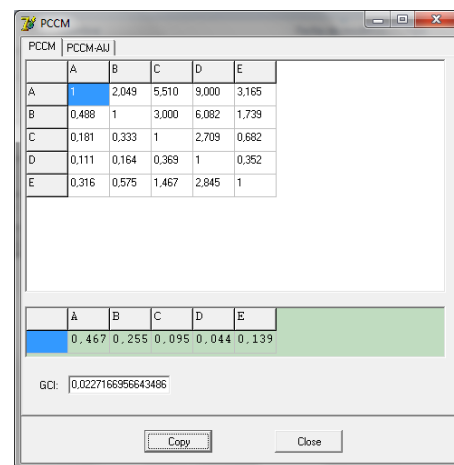 PCCM
PCCM PCCM-AIJ
A B C D E
A 1 2,049 5,510 9,000 3,165
B 0,488 1 3,000 6,082 1,739
C 0,181 0,333 1 2,709 0,682
D 0,111 0,164 0,369 1 0,352
E 0,316 0,575 1,467 2,845 1
A B C D E
0,467 0,255 0,095 0,044 0,139
GCI: 0,0227166956643486
Copy Close